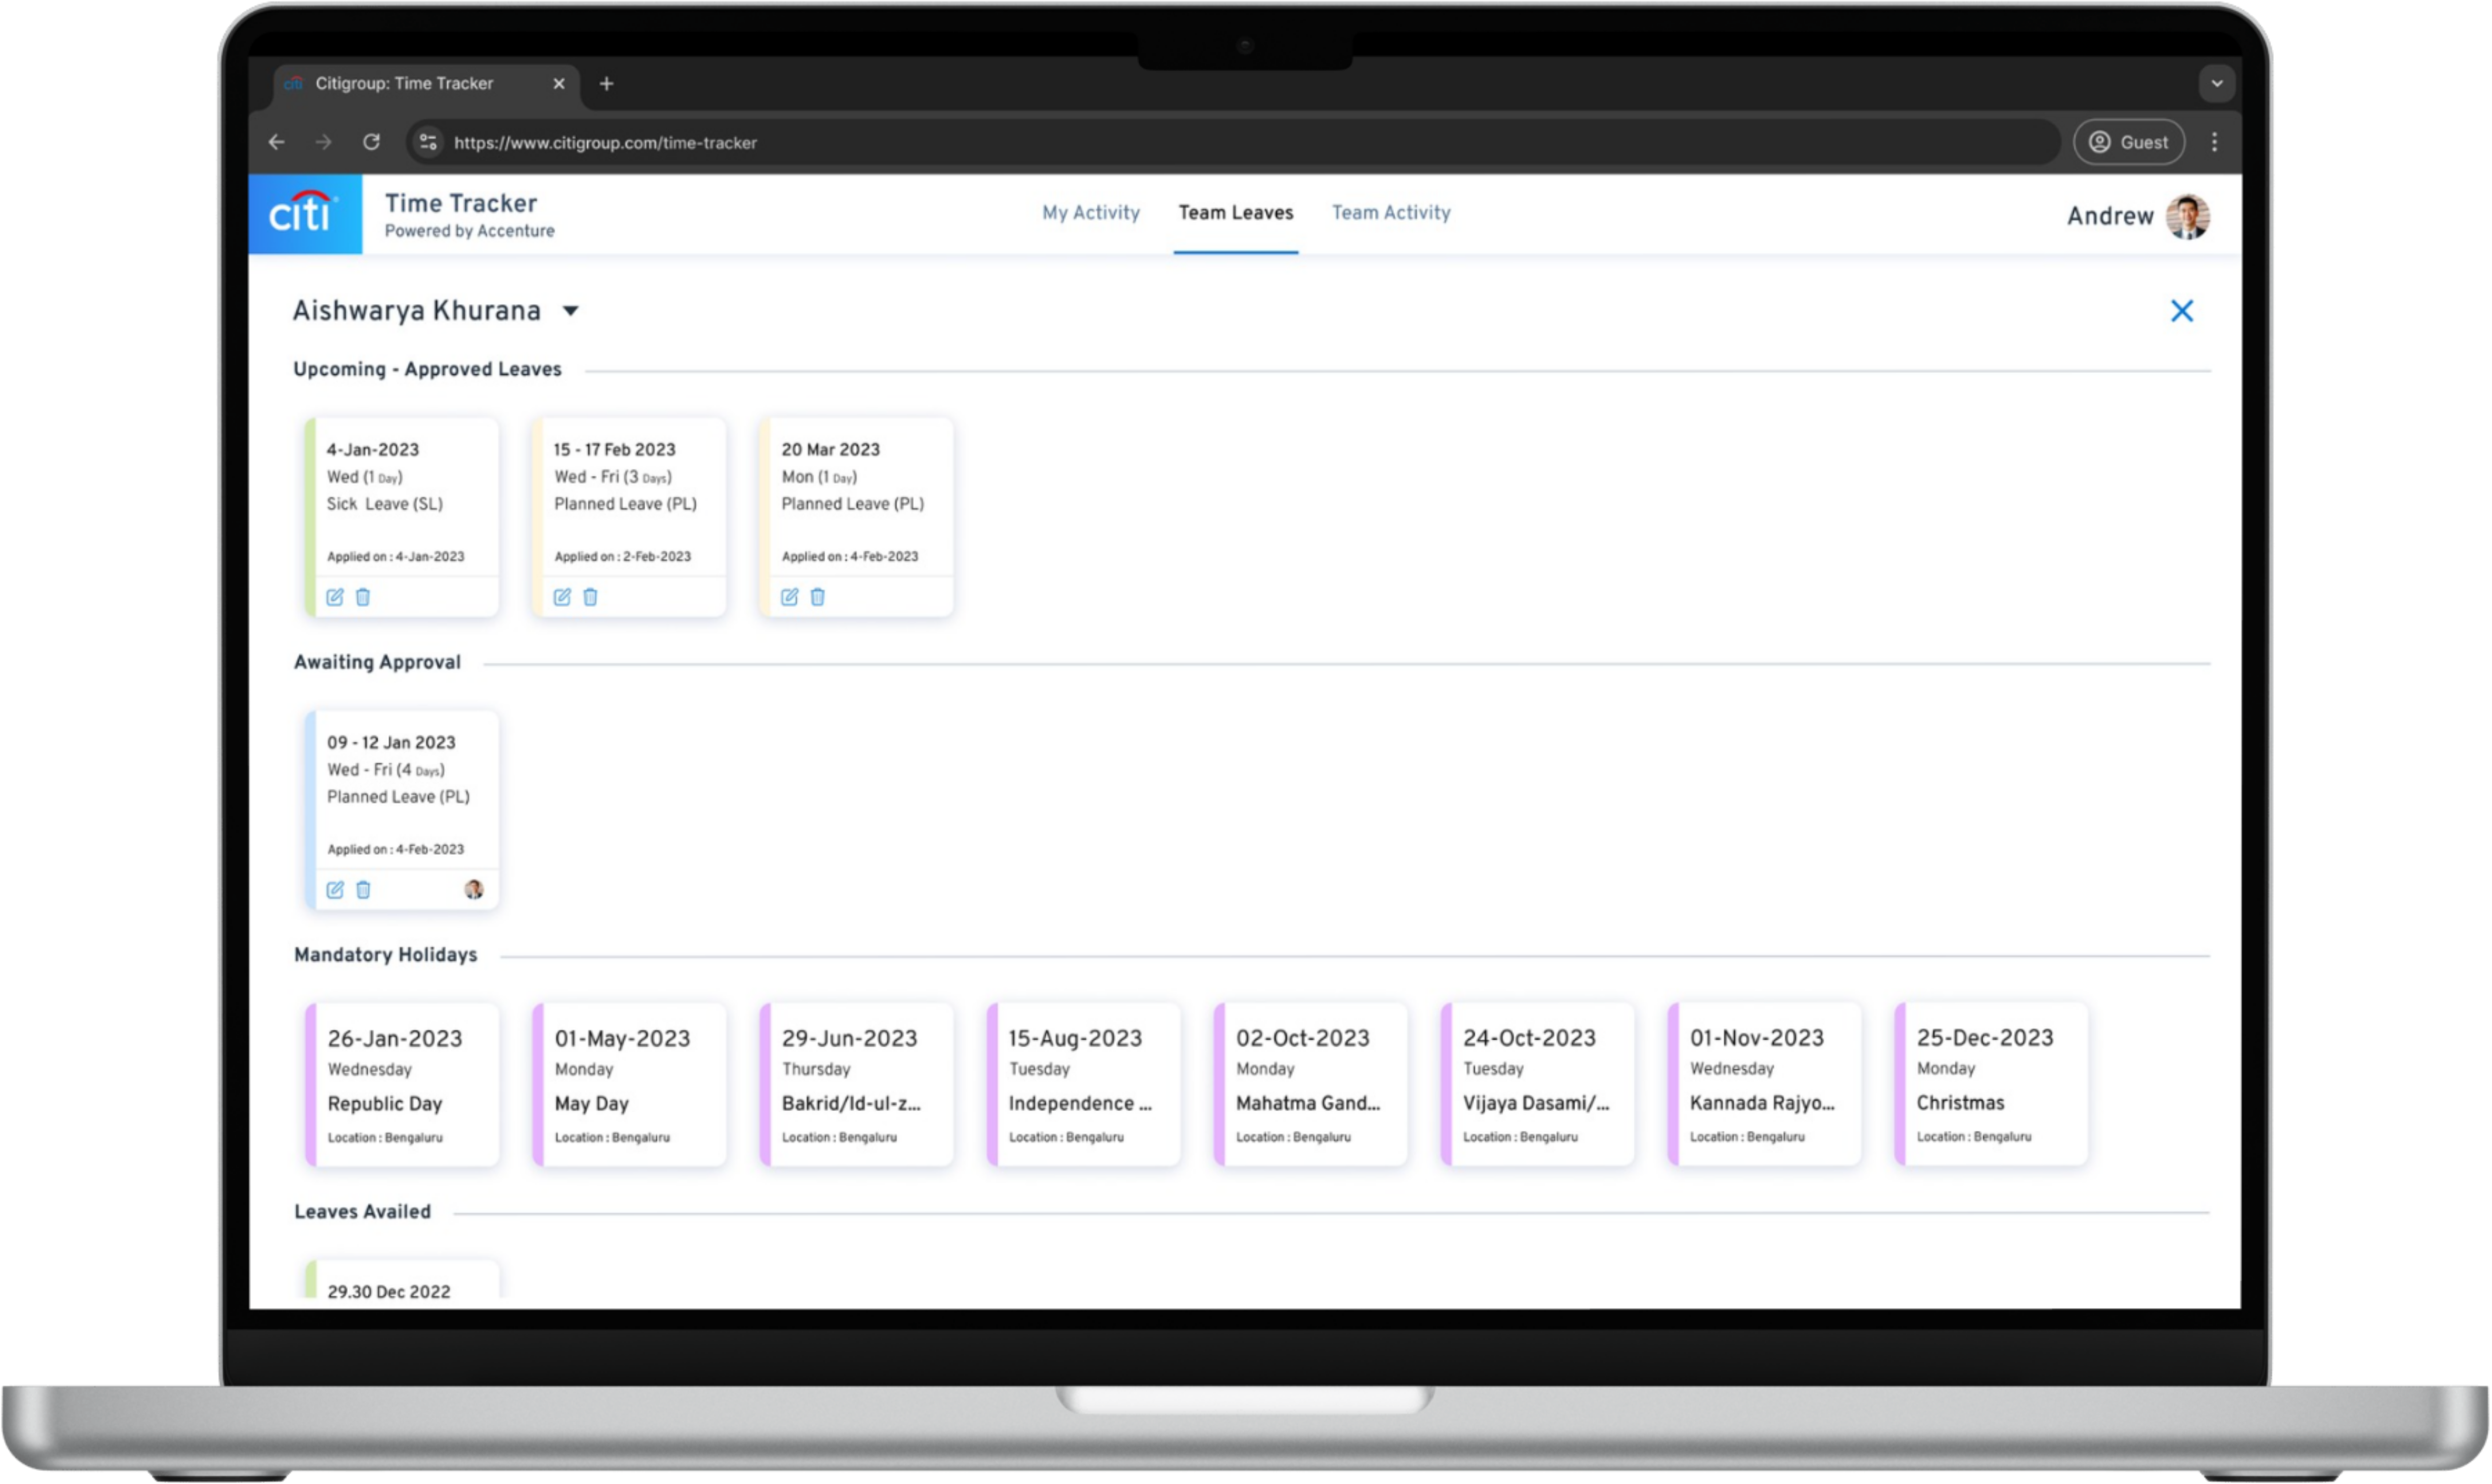 citi Citigroup: Time Tracker
https://www.citigroup.com/time-tracker
Guest
citi
Time Tracker
Powered by Accenture
My Activity
Team Leaves
Team Activity
Andrew
Aishwarya Khurana
Upcoming - Approved Leaves
4-Jan-2023
Wed (1 Day)
Sick Leave (SL)
Applied on : 4-Jan-2023
15 - 17 Feb 2023
Wed - Fri (3 Days)
Planned Leave (PL)
Applied on : 2-Feb-2023
20 Mar 2023
Mon (1 Day)
Planned Leave (PL)
Applied on : 4-Feb-2023
Awaiting Approval
09 - 12 Jan 2023
Wed - Fri (4 Days)
Planned Leave (PL)
Applied on : 4-Feb-2023
Mandatory Holidays
26-Jan-2023
Wednesday
Republic Day
Location : Bengaluru
01-May-2023
Monday
May Day
Location : Bengaluru
29-Jun-2023
Thursday
Bakrid/Id-ul-z...
Location : Bengaluru
15-Aug-2023
Tuesday
Independence ...
Location : Bengaluru
02-Oct-2023
Monday
Mahatma Gand...
Location : Bengaluru
24-Oct-2023
Tuesday
Vijaya Dasami/...
Location : Bengaluru
01-Nov-2023
Wednesday
Kannada Rajyo...
Location : Bengaluru
25-Dec-2023
Monday
Christmas
Location : Bengaluru
Leaves Availed
29.30 Dec 2022